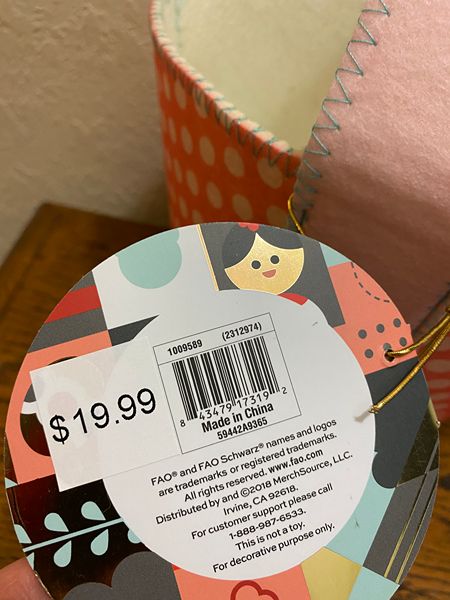 $19.99
1009589 (2312974)
8 43479 17319 2
Made in China
59442A9365
FAO® and FAO Schwarz® names and logos
are trademarks or registered trademarks.
All rights reserved. www.fao.com
Distributed by and ©2018 MerchSource, LLC.
Irvine, CA 92618.
For customer support please call
1-888-987-6533.
This is not a toy.
For decorative purpose only.